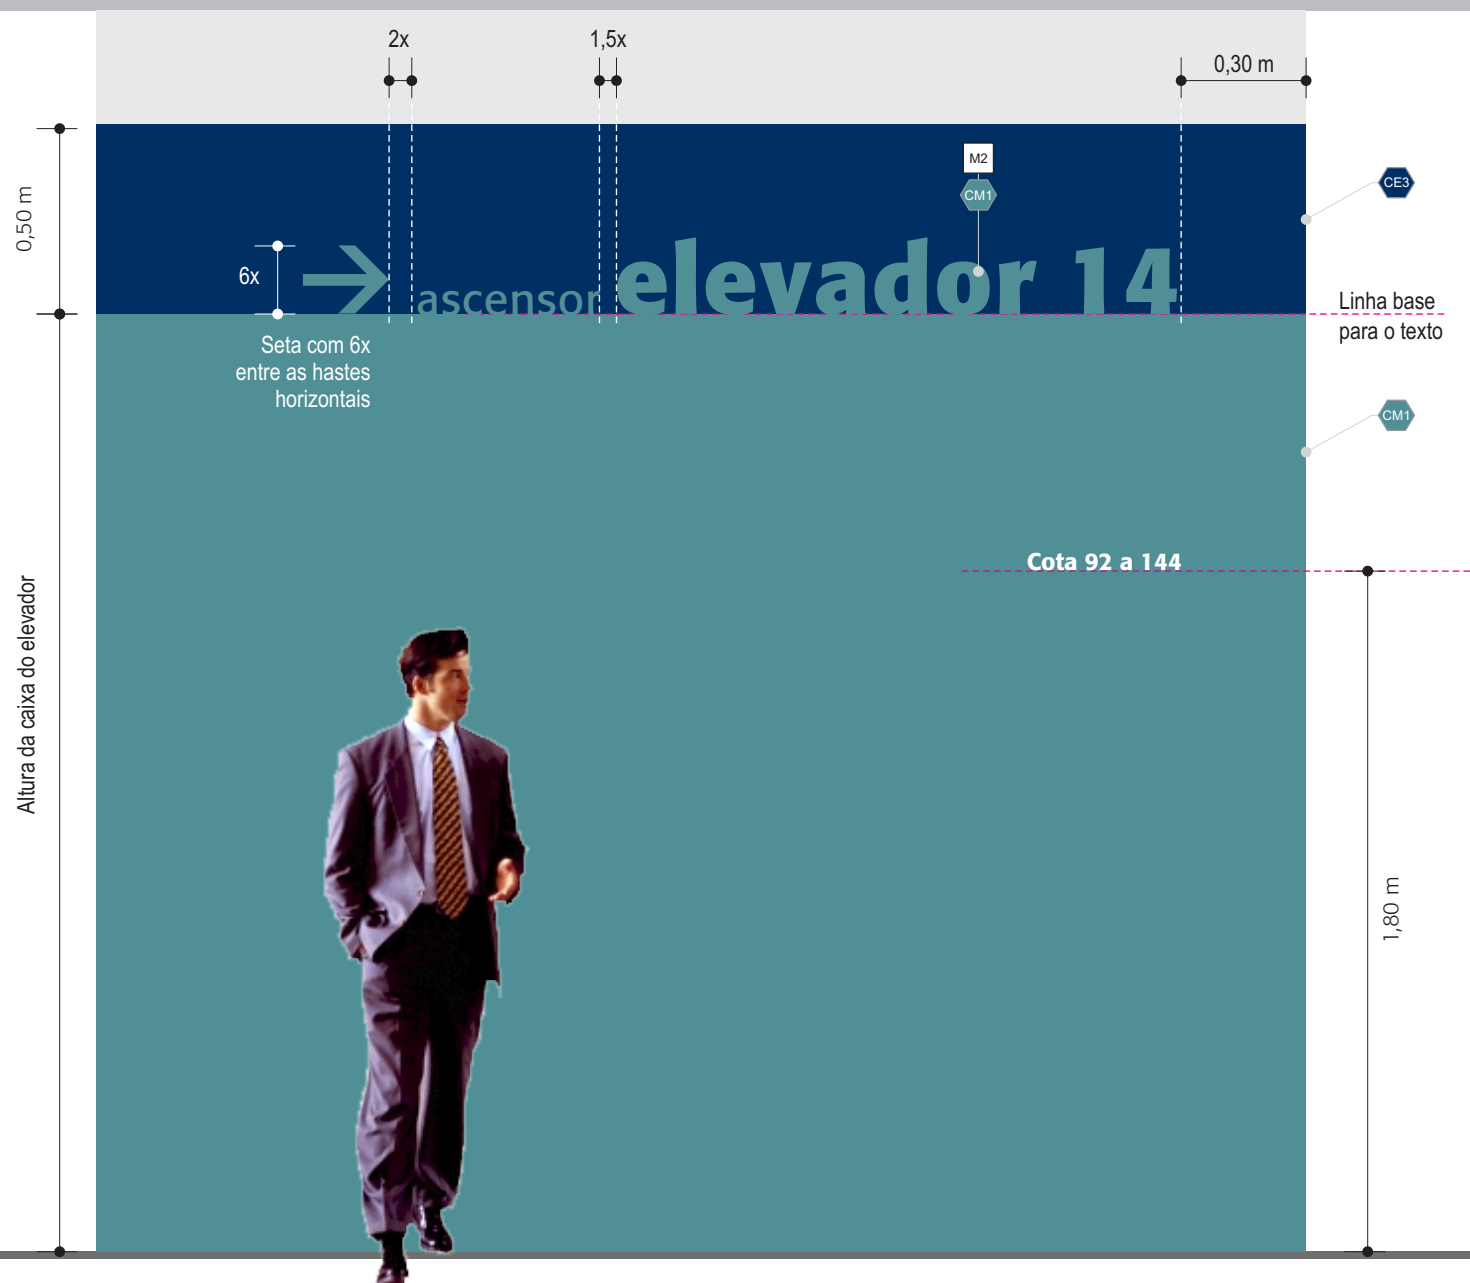 2x
1,5x
0,30 m
M2
CM1
CE3
0,50 m
6x
ascensor elevador 14
Linha base
para o texto
Seta com 6x
entre as hastes
horizontais
CM1
Cota 92 a 144
Altura da caixa do elevador
1,80 m